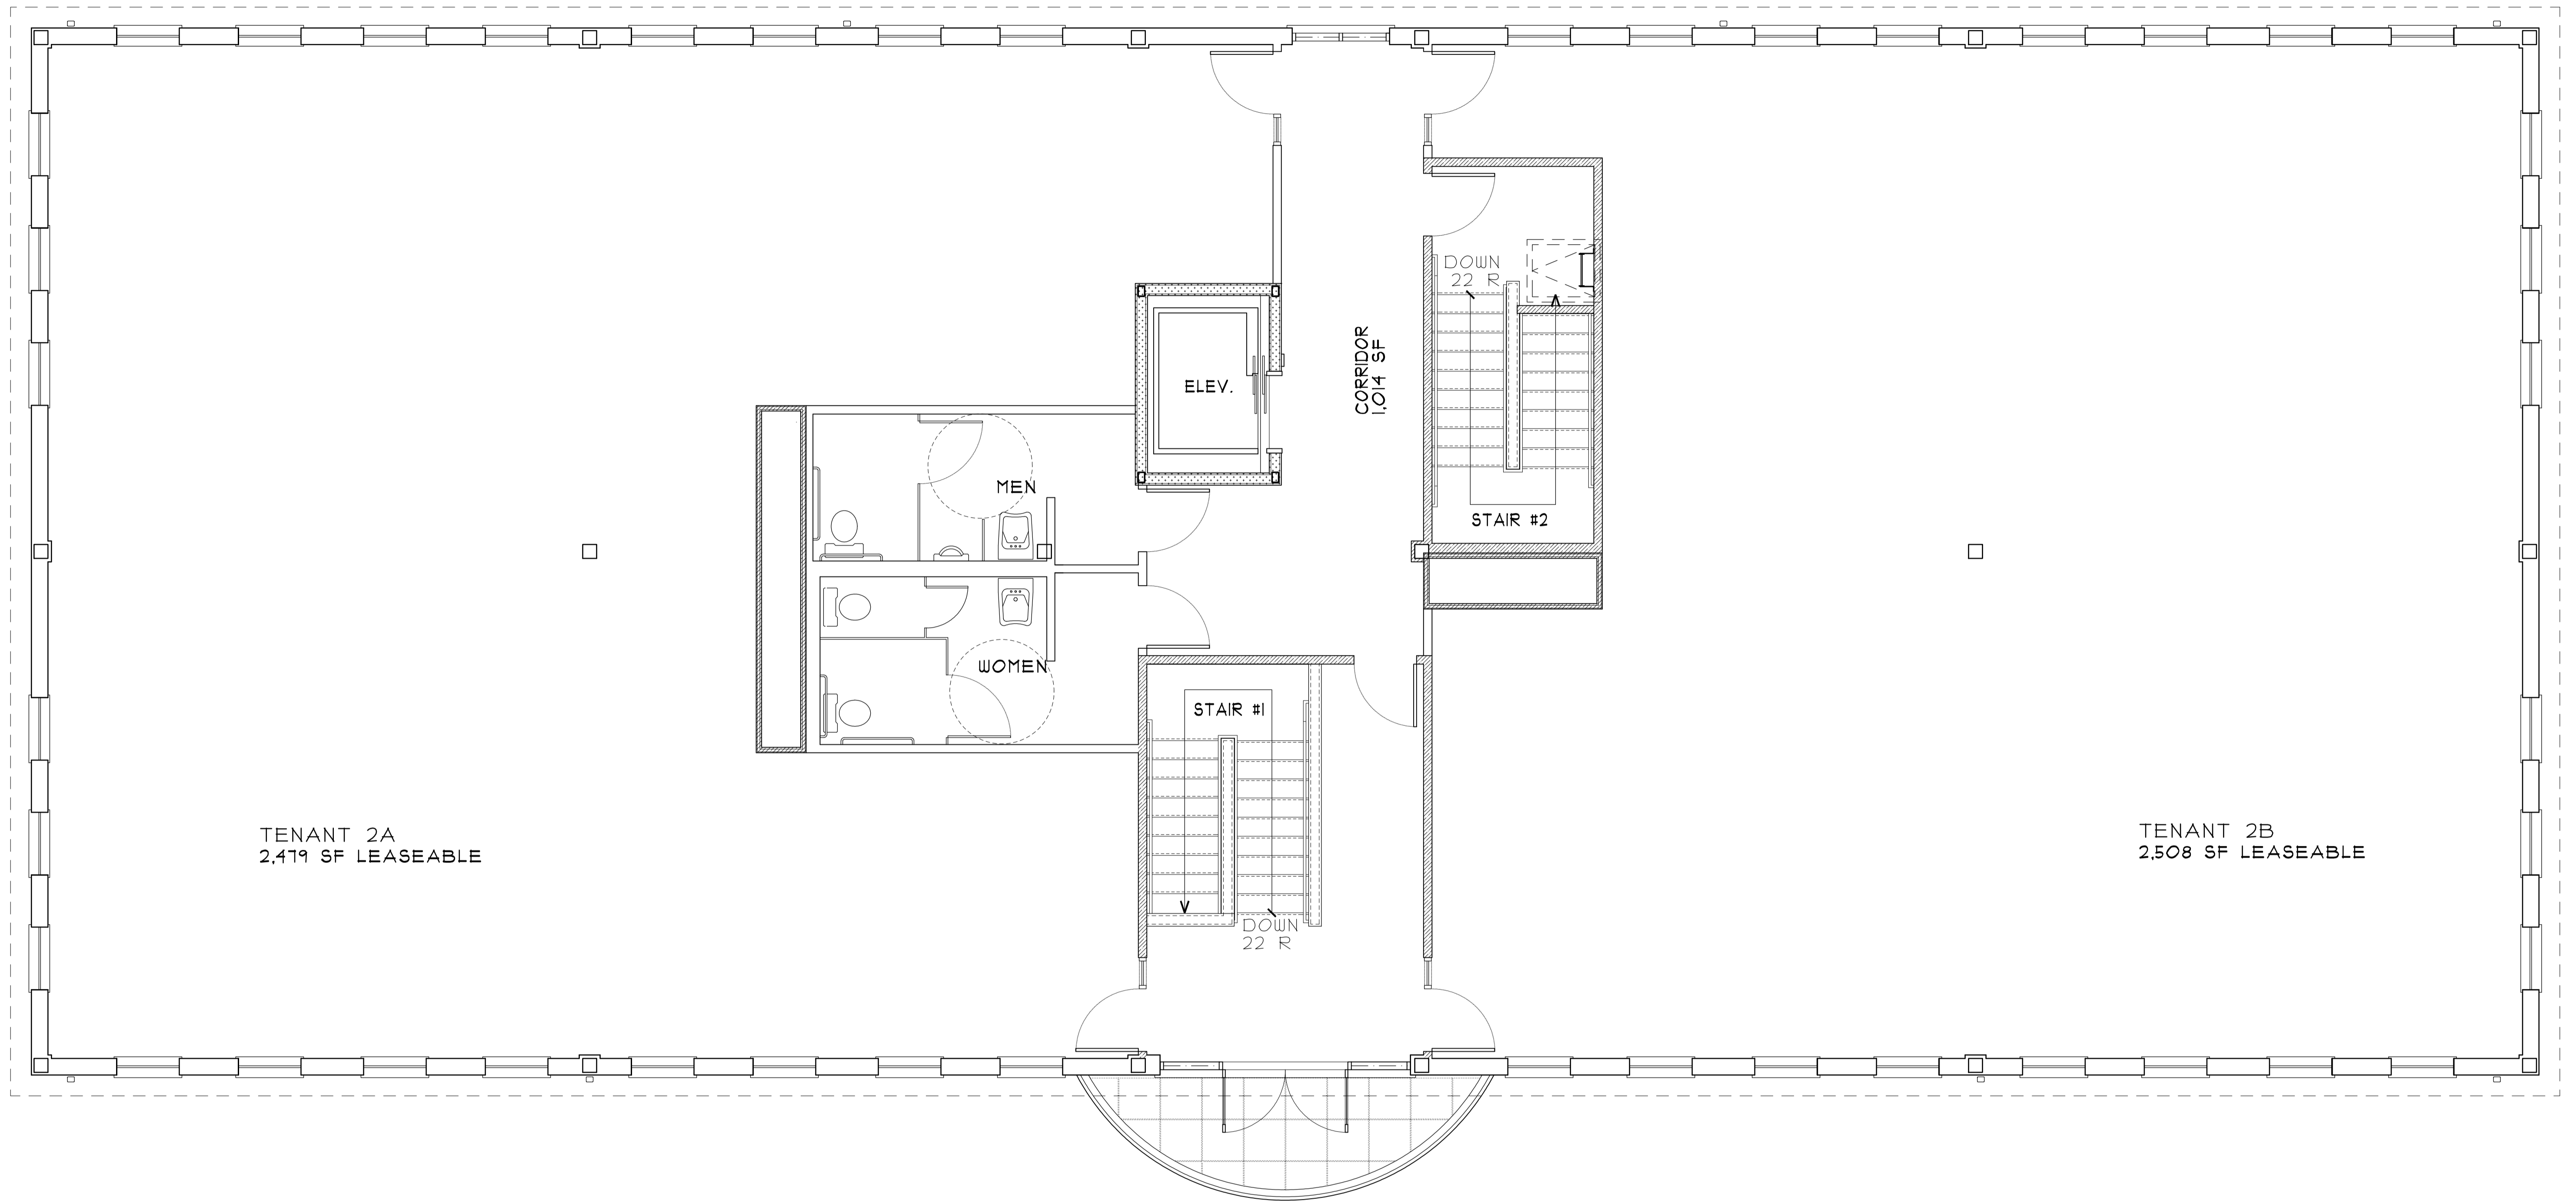 DOWN
22 R
CORRIDOR
1,014 SF
ELEV.
MEN
STAIR #2
WOMEN
STAIR #1
TENANT 2A
2,479 SF LEASEABLE
TENANT 2B
2,508 SF LEASEABLE
DOWN
22 R